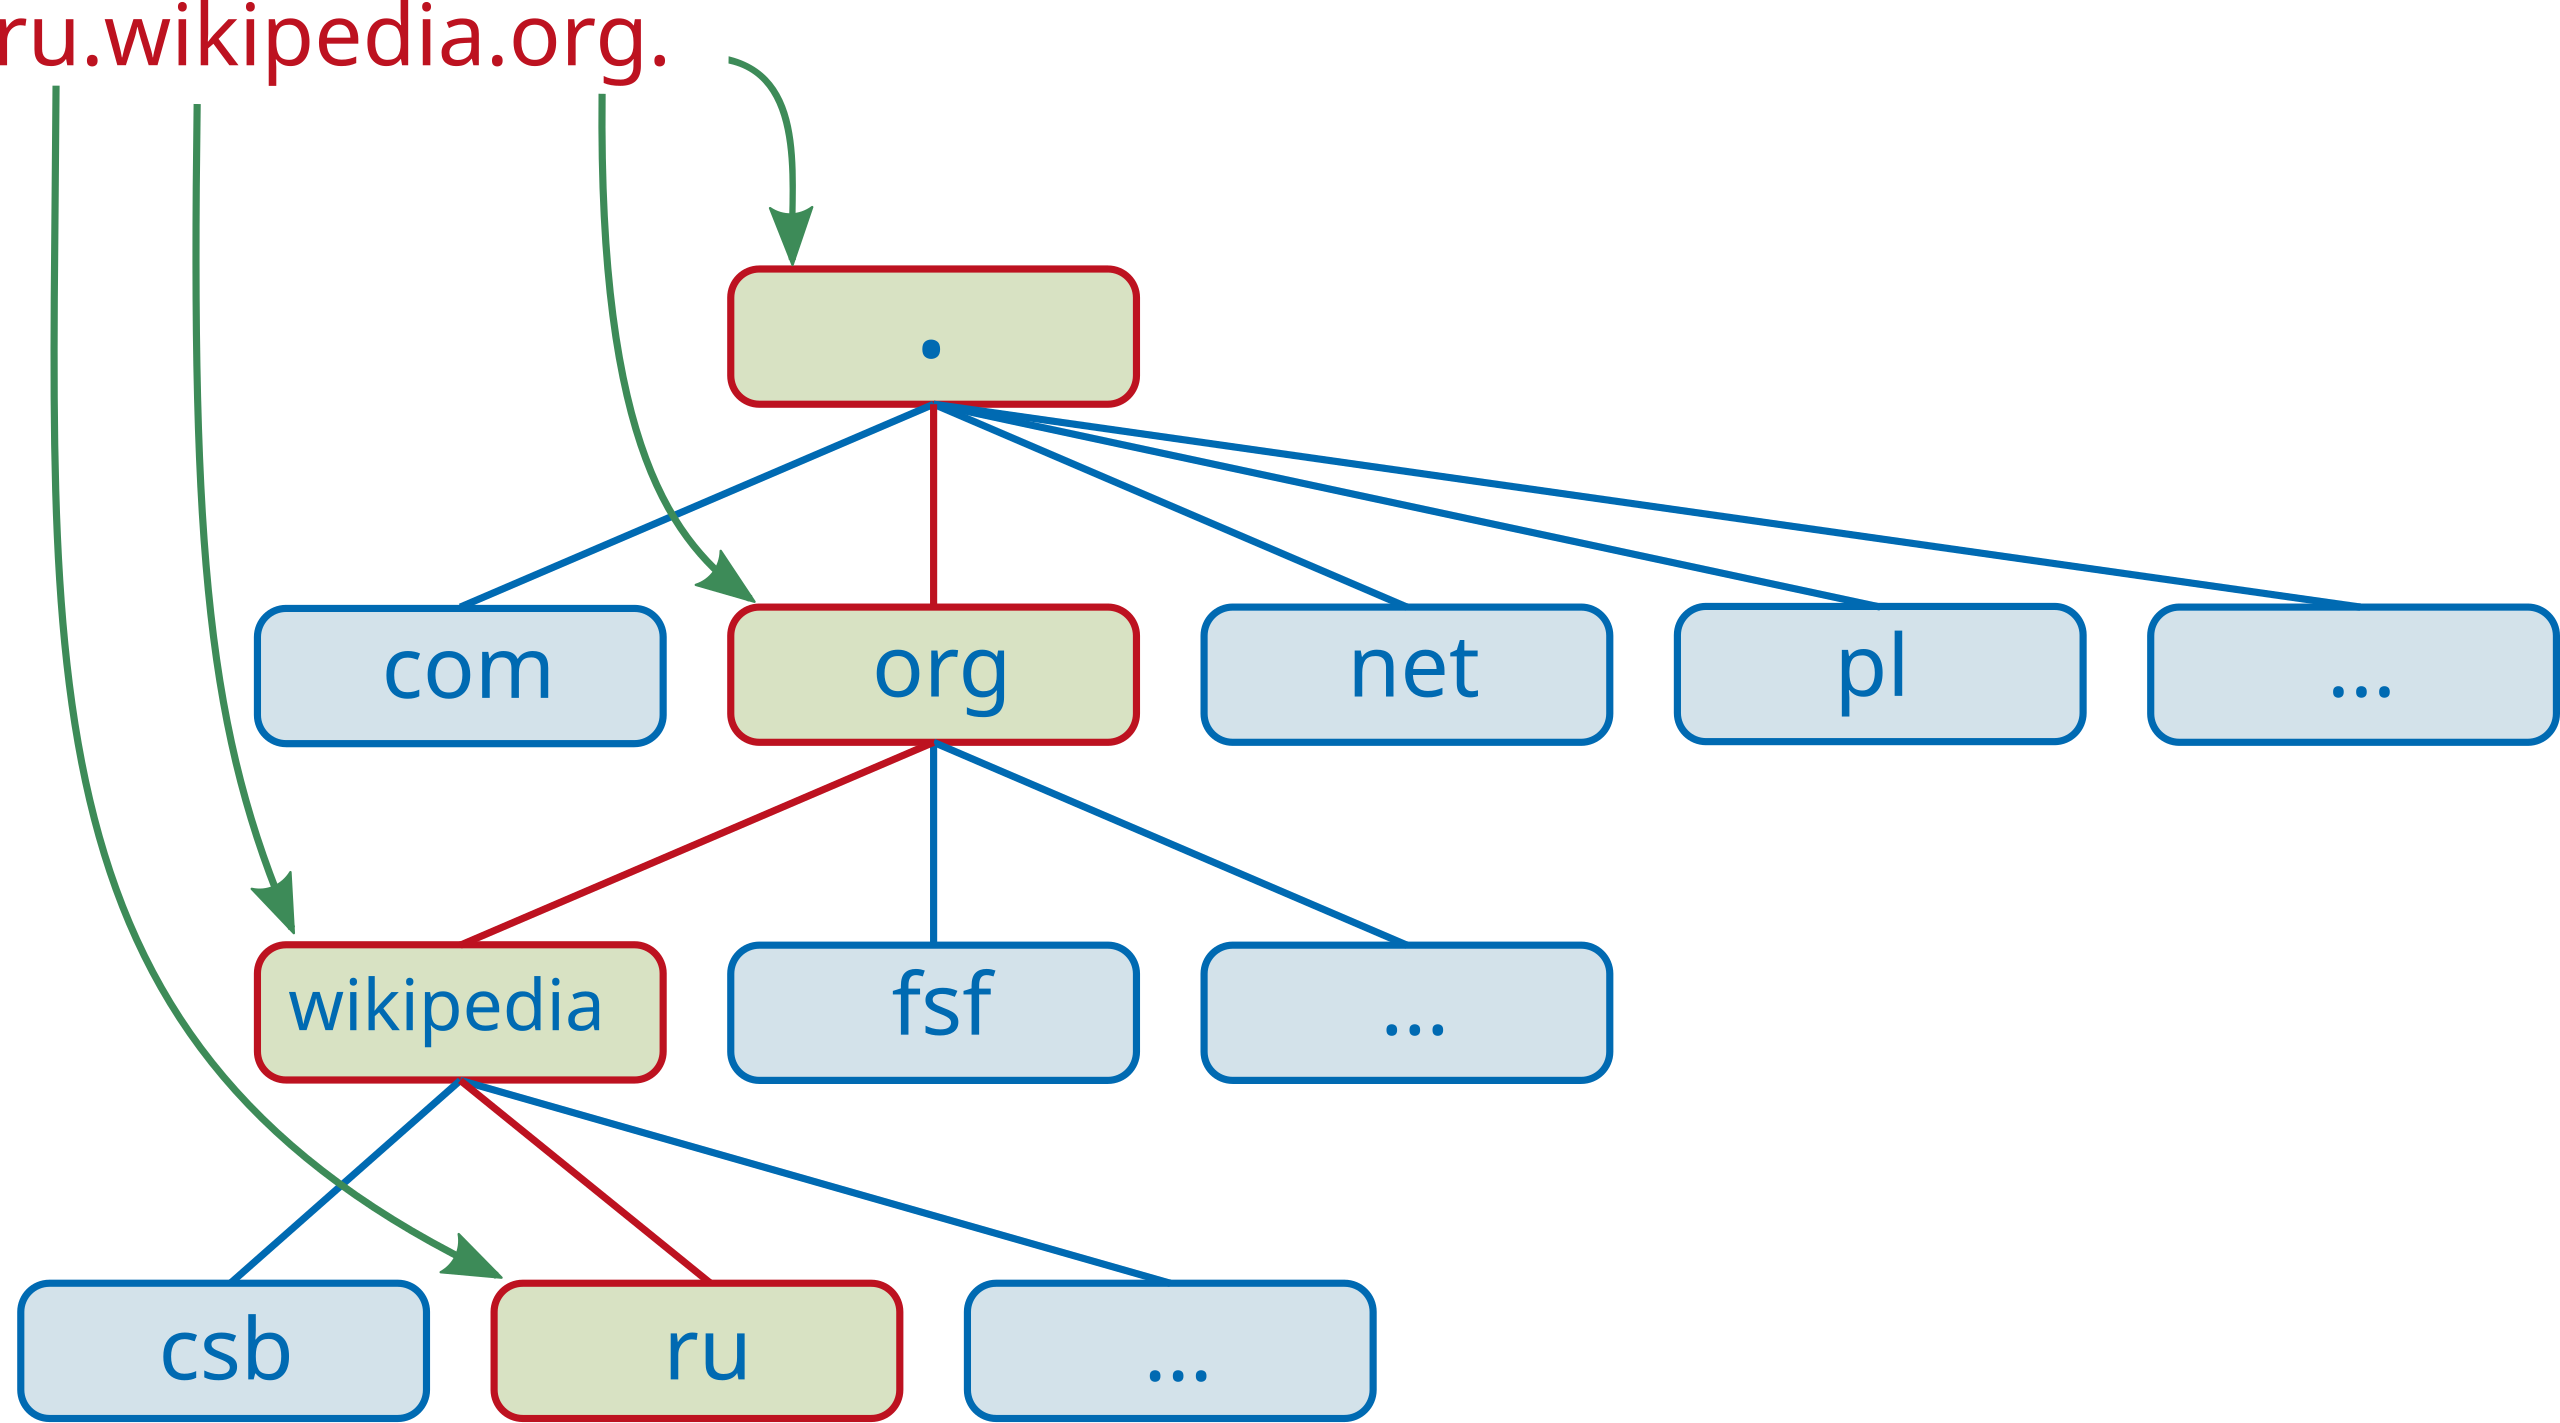 ru.wikipedia.org.
.
com org net pl ...
wikipedia fsf ...
csb ru ...